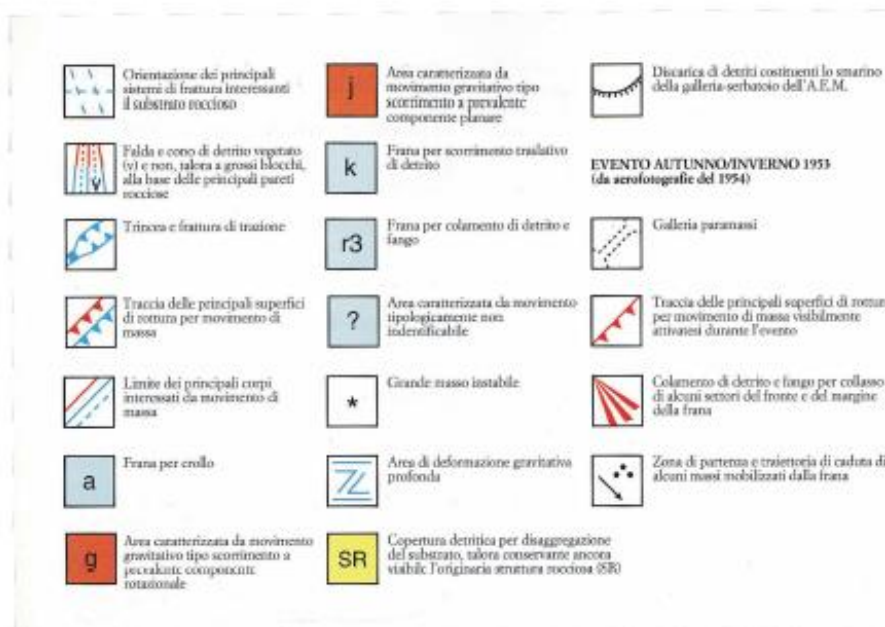 Orientazione dei principali
sistemi di frattura interessanti
il substrato roccioso
Falda e cono di detrito vegetato
(v) e non, talora a grossi blocchi,
alla base delle principali pareti
rocciose
v
Trincea e frattura di trazione
Traccia delle principali superfici
di rottura per movimento di
massa
Limite dei principali corpi
interessati da movimento di
massa
a
Frana per crollo
g
Area caratterizzata da movimento
gravitativo tipo scorrimento a
prevalente componente
rotazionale
j
Area caratterizzata da
movimento gravitativo tipo
scorrimento a prevalente
componente planare
k
Frana per scorrimento traslativo
di detrito
r3
Frana per colamento di detrito e
fango
?
Area caratterizzata da movimento
tipologicamente non
indentificabile
*
Grande masso instabile
Area di deformazione gravitativa
profonda
SR
Copertura detritica per disaggregazione
del substrato, talora conservante ancora
visibile l'originaria struttura rocciosa (SR)
Discarica di detriti costituenti lo smarino
della galleria-serbatoio dell'A.E.M.
EVENTO AUTUNNO/INVERNO 1953
(da aerofotografie del 1954)
Galleria paramassi
Traccia delle principali superfici di rottura
per movimento di massa visibilmente
attivatesi durante l'evento
Colamento di detrito e fango per collasso
di alcuni settori del fronte e del margine
della frana
Zona di partenza e traiettoria di caduta di
alcuni massi mobilizzati dalla frana